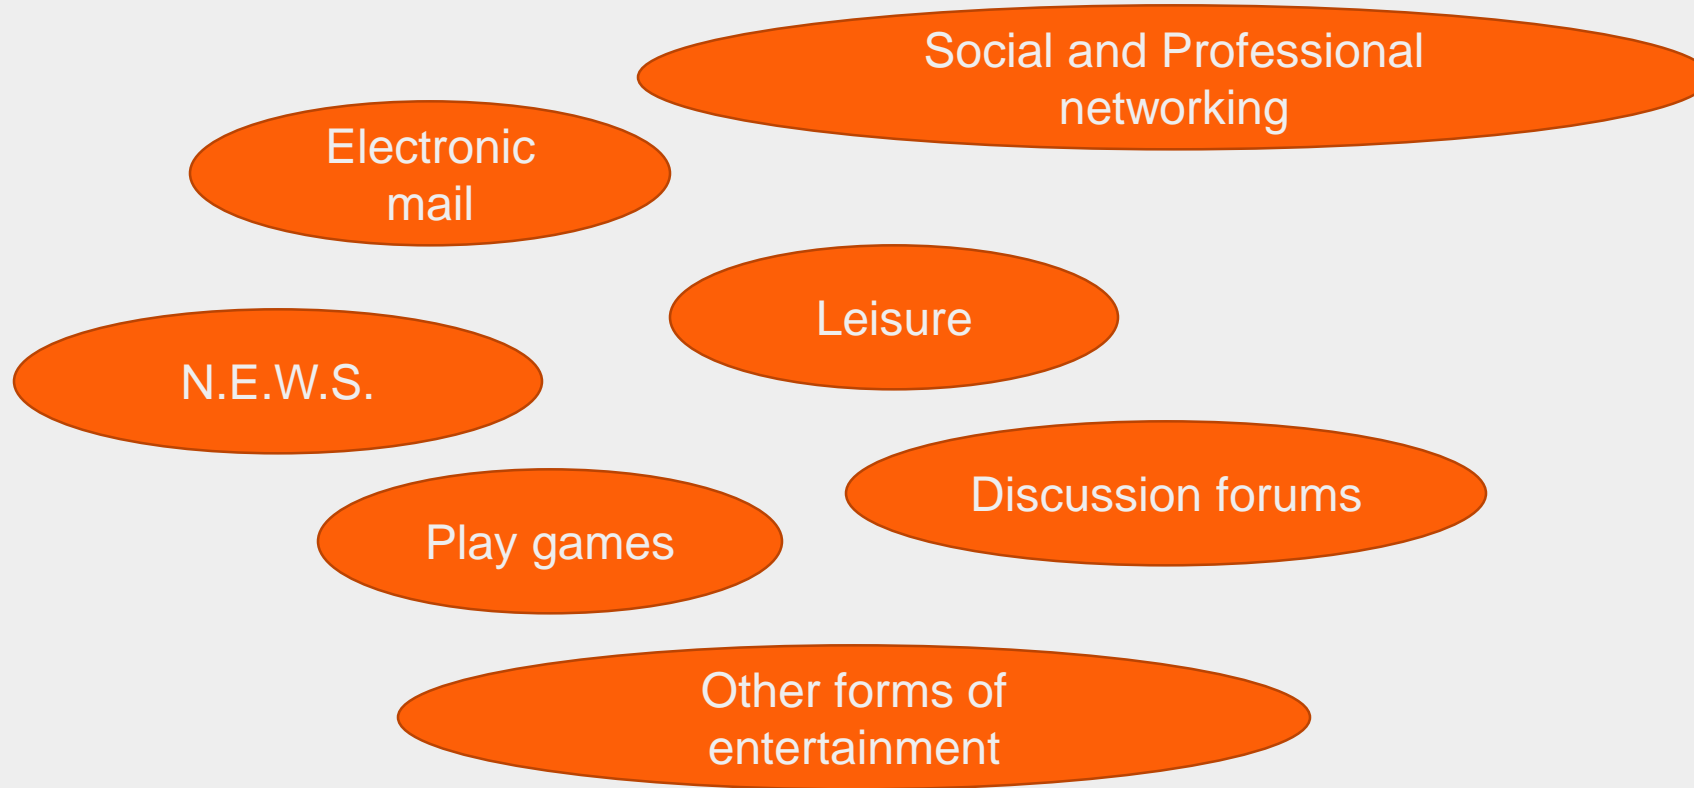 Social and Professional
networking
Electronic
mail
Leisure
N.E.W.S.
Discussion forums
Play games
Other forms of
entertainment